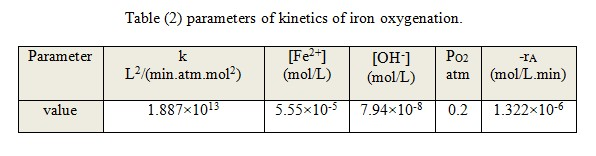 Table (2) parameters of kinetics of iron oxygenation.
Parameter k [Fe²⁺] [OH⁻] P_O2 -r_A
L²/(min.atm.mol²) (mol/L) (mol/L) atm (mol/L.min)
value 1.887×10¹³ 5.55×10⁻⁵ 7.94×10⁻⁸ 0.2 1.322×10⁻⁶